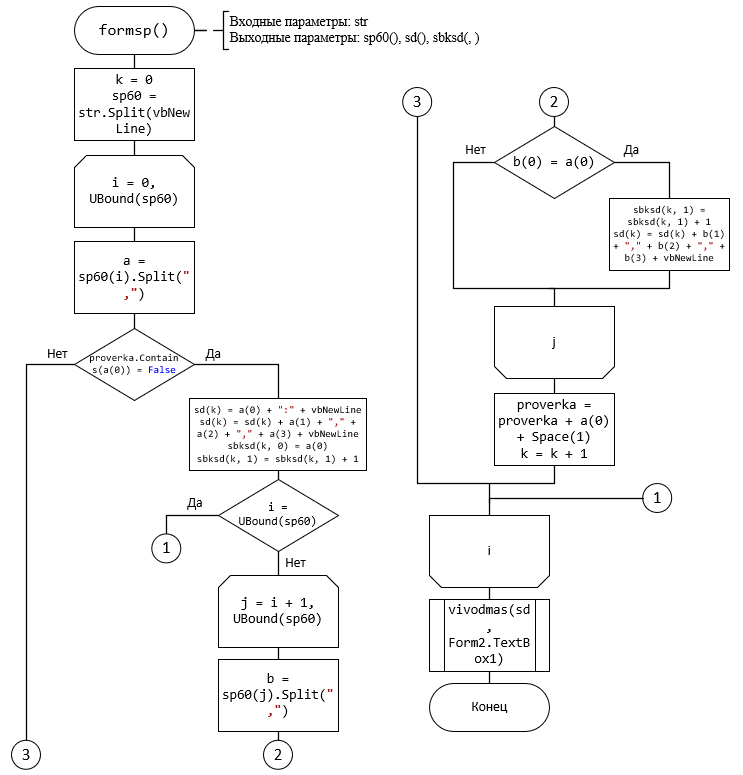 formsp()
Входные параметры: str
Выходные параметры: sp60(), sd(), sbksd(, )
k = 0
sp60 =
str.Split(vbNew
Line)
i = 0,
UBound(sp60)
a =
sp60(i).Split("
,")
Нет
proverka.Contain
s(a(0)) = False
Да
sd(k) = a(0) + ":" + vbNewLine
sd(k) = sd(k) + a(1) + "," +
a(2) + "," + a(3) + vbNewLine
sbksd(k, 0) = a(0)
sbksd(k, 1) = sbksd(k, 1) + 1
Да
i =
UBound(sp60)
1
Нет
j = i + 1,
UBound(sp60)
b =
sp60(j).Split("
,")
3
2
3
2
Нет
b(0) = a(0)
Да
sbksd(k, 1) =
sbksd(k, 1) + 1
sd(k) = sd(k) + b(1)
+ "," + b(2) + "," +
b(3) + vbNewLine
j
proverka =
proverka + a(0)
+ Space(1)
k = k + 1
1
i
vivodmas(sd
,
Form2.TextB
ox1)
Конец